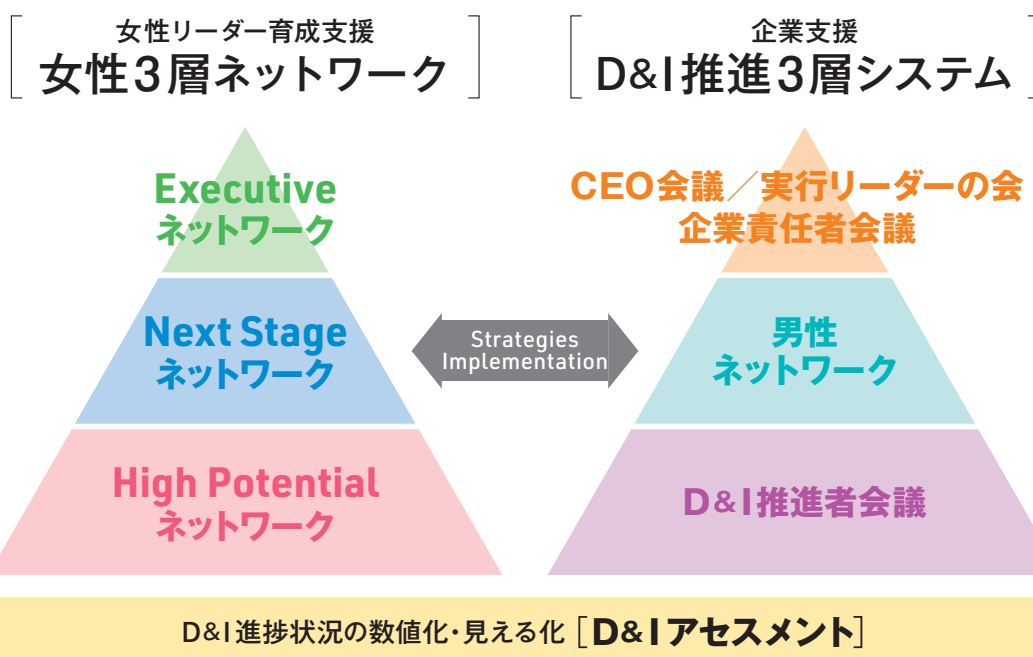 女性リーダー育成支援
女性3層ネットワーク
企業支援
D&I推進3層システム
Executive
ネットワーク
Next Stage
ネットワーク
High Potential
ネットワーク
Strategies
Implementation
CEO会議／実行リーダーの会
企業責任者会議
男性
ネットワーク
D&I推進者会議
D&I進捗状況の数値化・見える化［D&Iアセスメント］